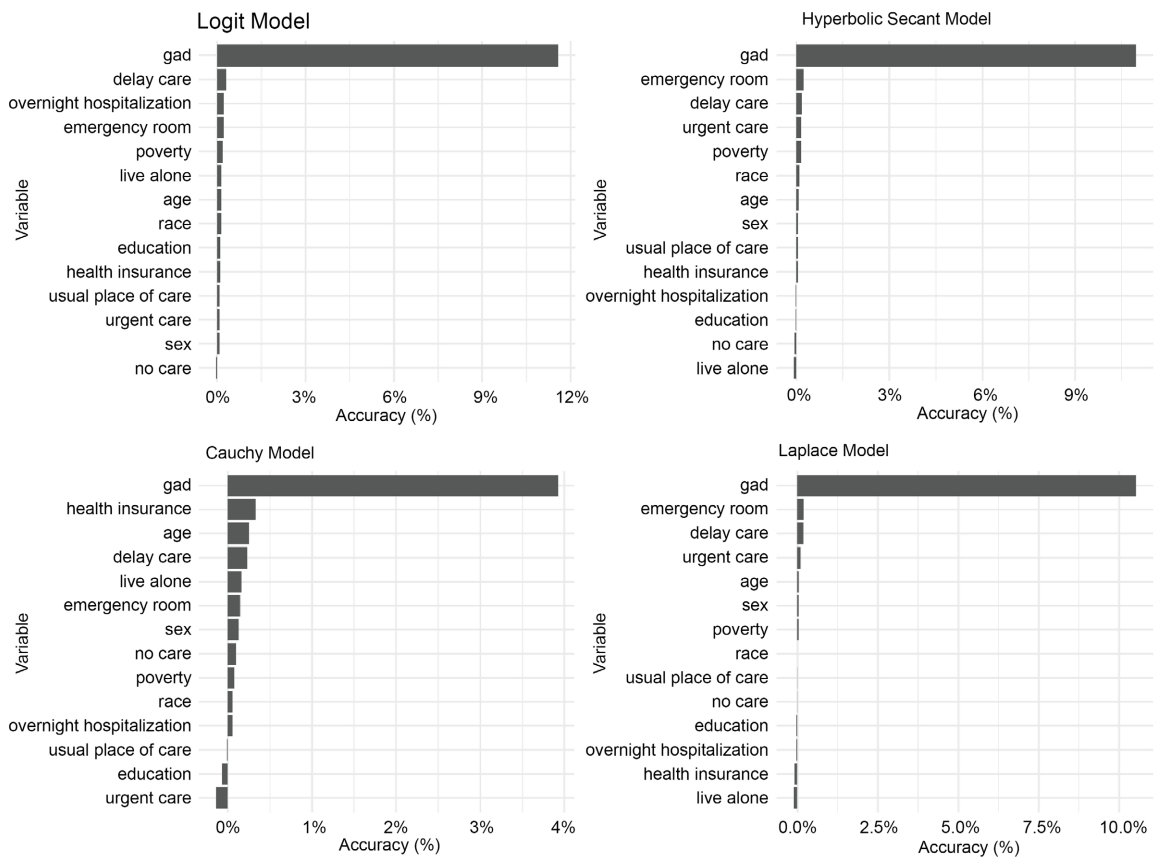 Logit Model
Variable
gad
delay care
overnight hospitalization
emergency room
poverty
live alone
age
race
education
health insurance
usual place of care
urgent care
sex
no care
0% 3% 6% 9% 12%
Accuracy (%)
Hyperbolic Secant Model
Variable
gad
emergency room
delay care
urgent care
poverty
race
age
sex
usual place of care
health insurance
overnight hospitalization
education
no care
live alone
0% 3% 6% 9%
Accuracy (%)
Cauchy Model
Variable
gad
health insurance
age
delay care
live alone
emergency room
sex
no care
poverty
race
overnight hospitalization
usual place of care
education
urgent care
0% 1% 2% 3% 4%
Accuracy (%)
Laplace Model
Variable
gad
emergency room
delay care
urgent care
age
sex
poverty
race
usual place of care
no care
education
overnight hospitalization
health insurance
live alone
0.0% 2.5% 5.0% 7.5% 10.0%
Accuracy (%)